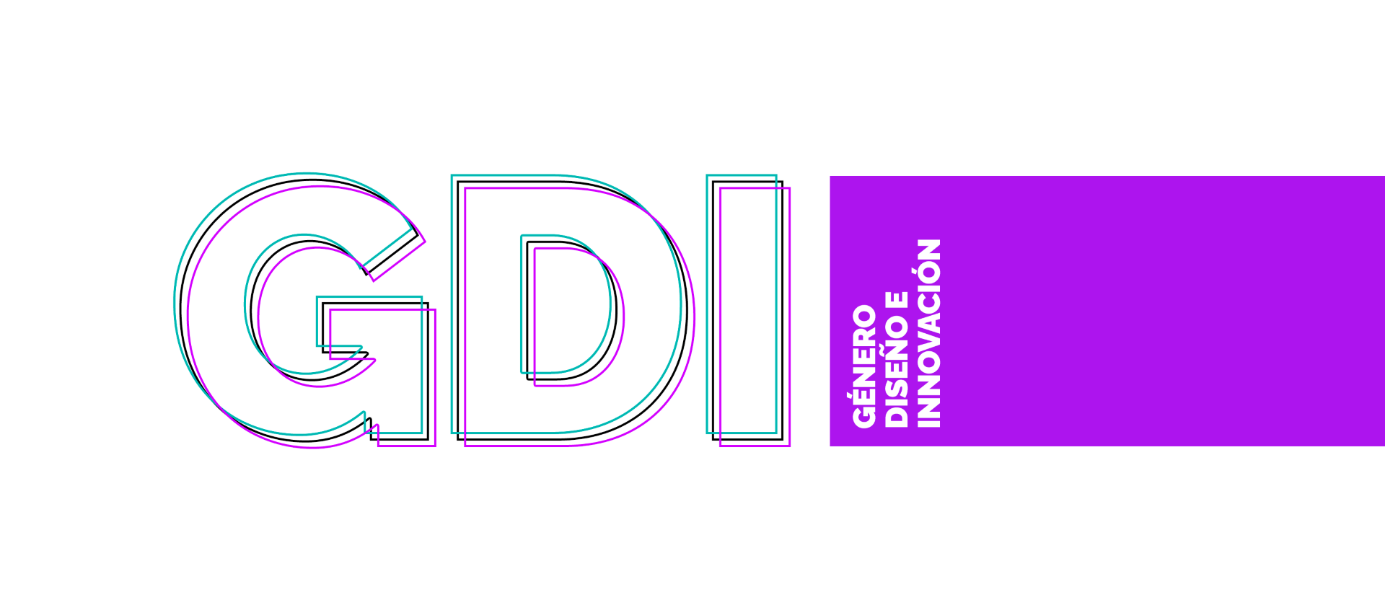 GDI
GÉNERO
DISEÑO E
INNOVACIÓN